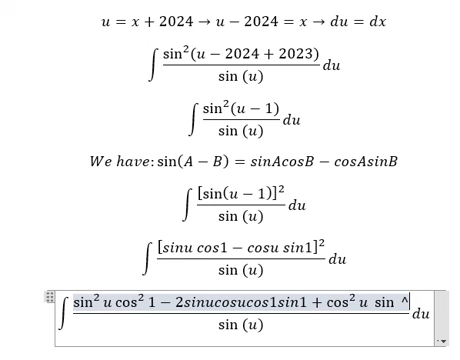 u = x + 2024 → u − 2024 = x → du = dx
∫ sin²(u − 2024 + 2023) / sin (u) du
∫ sin²(u − 1) / sin (u) du
We have: sin(A − B) = sinAcosB − cosAsinB
∫ [sin(u − 1)]² / sin (u) du
∫ [sinu cos1 − cosu sin1]² / sin (u) du
∫ sin² u cos² 1 − 2sinucosucos1sin1 + cos² u sin ^ / sin (u) du